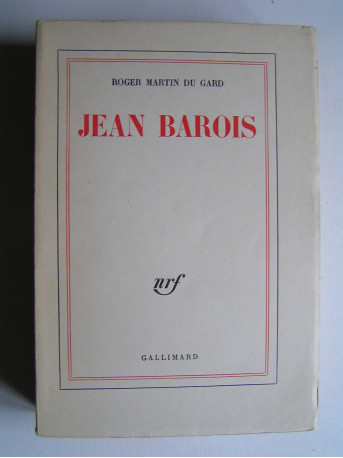 ROGER MARTIN DU GARD
JEAN BAROIS
nrf
GALLIMARD